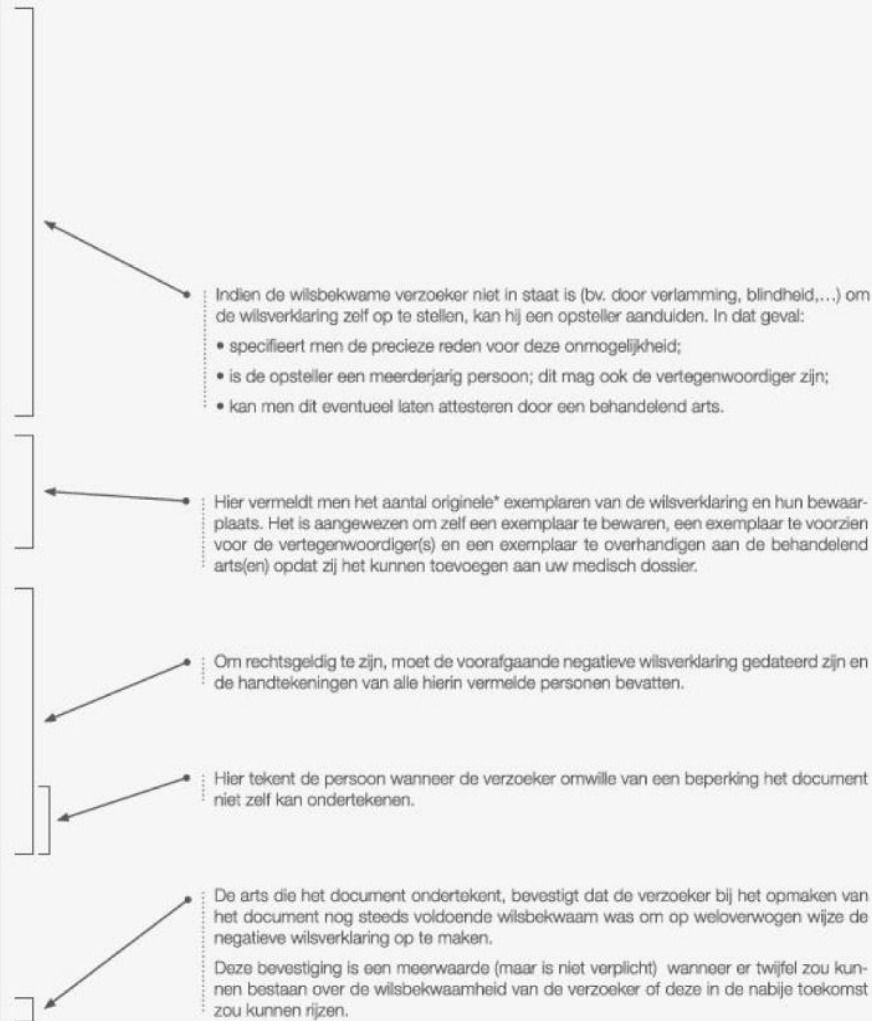 Indien de wilsbekwame verzoeker niet in staat is (bv. door verlamming, blindheid,...) om
de wilsverklaring zelf op te stellen, kan hij een opsteller aanduiden. In dat geval:
• specifieert men de precieze reden voor deze onmogelijkheid;
• is de opsteller een meerderjarig persoon; dit mag ook de vertegenwoordiger zijn;
• kan men dit eventueel laten attesteren door een behandelend arts.
Hier vermeldt men het aantal originele* exemplaren van de wilsverklaring en hun bewaar-
plaats. Het is aangewezen om zelf een exemplaar te bewaren, een exemplaar te voorzien
voor de vertegenwoordiger(s) en een exemplaar te overhandigen aan de behandelend
arts(en) opdat zij het kunnen toevoegen aan uw medisch dossier.
Om rechtsgeldig te zijn, moet de voorafgaande negatieve wilsverklaring gedateerd zijn en
de handtekeningen van alle hierin vermelde personen bevatten.
Hier tekent de persoon wanneer de verzoeker omwille van een beperking het document
niet zelf kan ondertekenen.
De arts die het document ondertekent, bevestigt dat de verzoeker bij het opmaken van
het document nog steeds voldoende wilsbekwaam was om op weloverwogen wijze de
negatieve wilsverklaring op te maken.
Deze bevestiging is een meerwaarde (maar is niet verplicht) wanneer er twijfel zou kun-
nen bestaan over de wilsbekwaamheid van de verzoeker of deze in de nabije toekomst
zou kunnen rijzen.